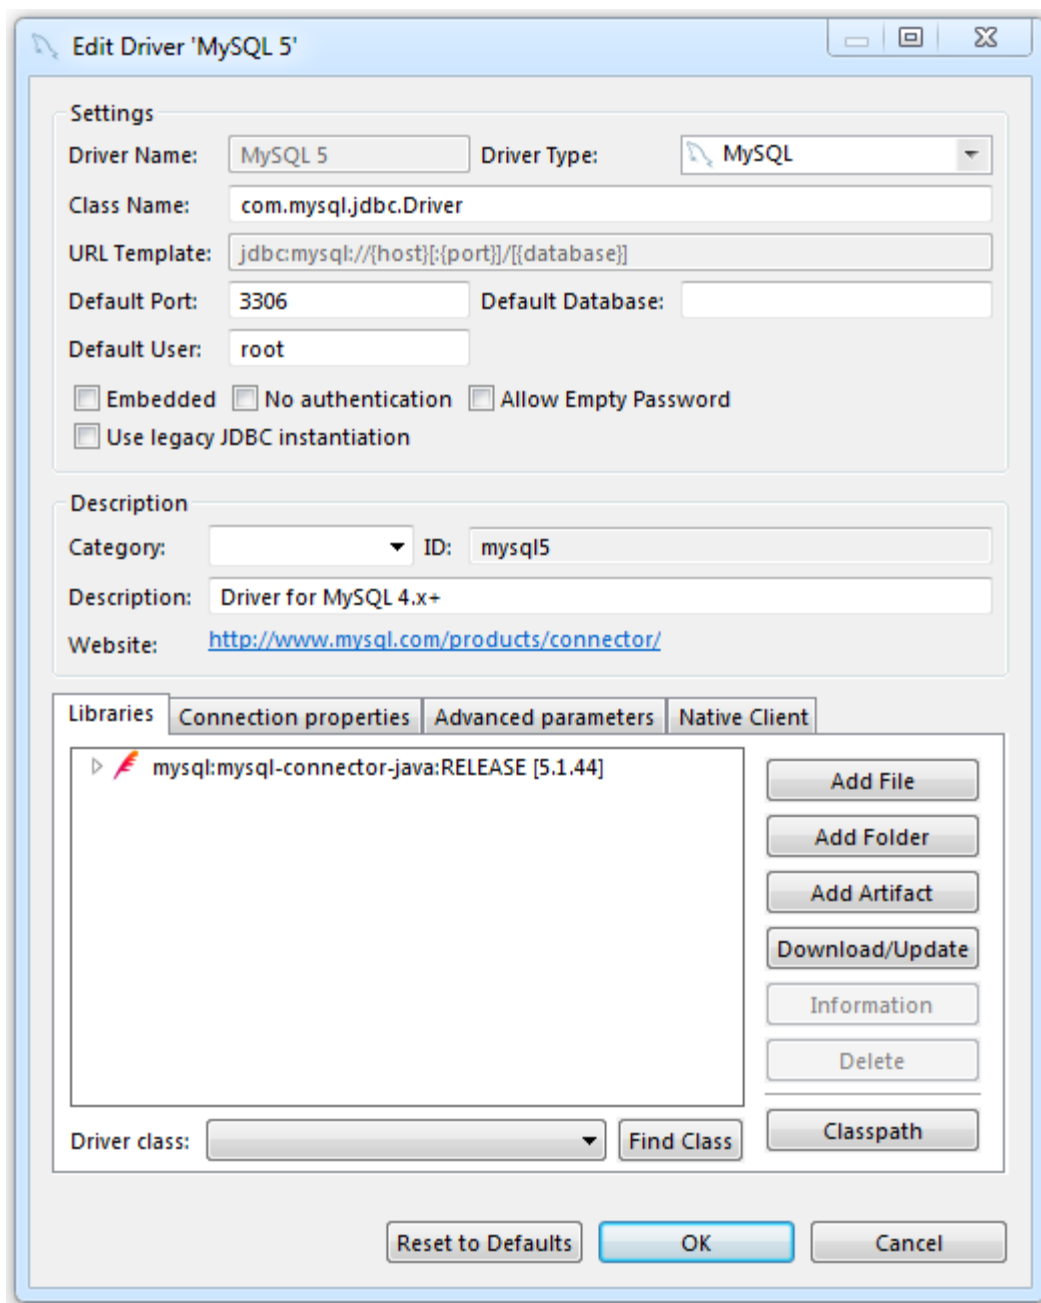 Edit Driver 'MySQL 5'
Settings
Driver Name: MySQL 5 Driver Type: MySQL
Class Name: com.mysql.jdbc.Driver
URL Template: jdbc:mysql://{host}[:{port}]/[{database}]
Default Port: 3306 Default Database:
Default User: root
Embedded No authentication Allow Empty Password
Use legacy JDBC instantiation
Description
Category: ID: mysql5
Description: Driver for MySQL 4.x+
Website: http://www.mysql.com/products/connector/
Libraries Connection properties Advanced parameters Native Client
mysql:mysql-connector-java:RELEASE [5.1.44]
Add File
Add Folder
Add Artifact
Download/Update
Information
Delete
Classpath
Driver class: Find Class
Reset to Defaults OK Cancel